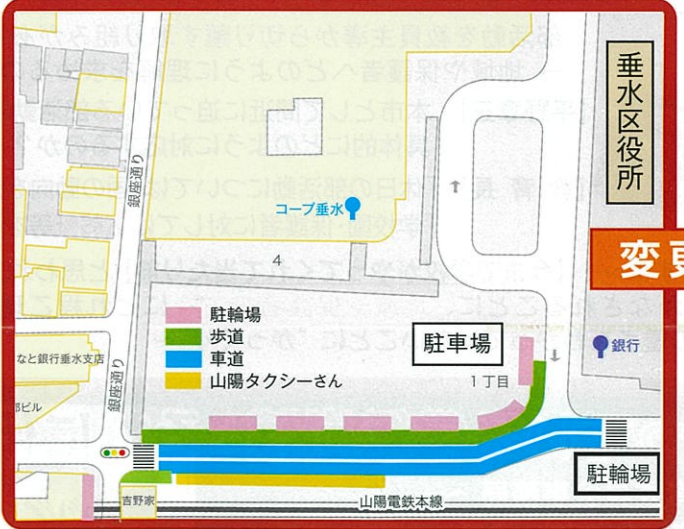 垂水区役所
銀座通り
コープ垂水
変更
4
駐輪場
歩道
車道
山陽タクシーさん
駐車場
1丁目
銀行
なと銀行垂水支店
銀座通り
ビル
駐輪場
吉野家
山陽電鉄本線